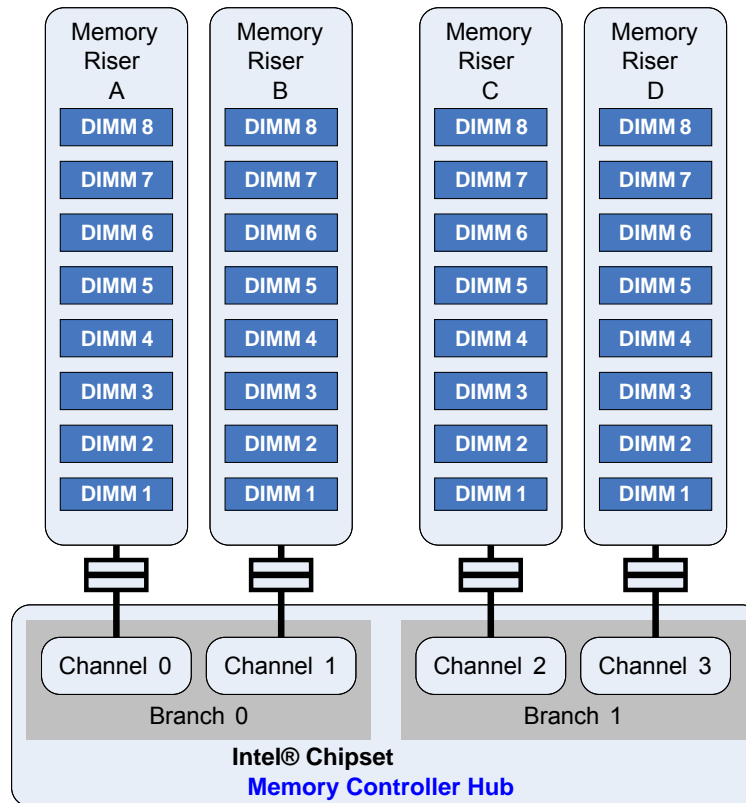 Memory
Riser
A
DIMM 8
DIMM 7
DIMM 6
DIMM 5
DIMM 4
DIMM 3
DIMM 2
DIMM 1
Memory
Riser
B
DIMM 8
DIMM 7
DIMM 6
DIMM 5
DIMM 4
DIMM 3
DIMM 2
DIMM 1
Memory
Riser
C
DIMM 8
DIMM 7
DIMM 6
DIMM 5
DIMM 4
DIMM 3
DIMM 2
DIMM 1
Memory
Riser
D
DIMM 8
DIMM 7
DIMM 6
DIMM 5
DIMM 4
DIMM 3
DIMM 2
DIMM 1
Channel 0
Channel 1
Branch 0
Channel 2
Channel 3
Branch 1
Intel® Chipset
Memory Controller Hub